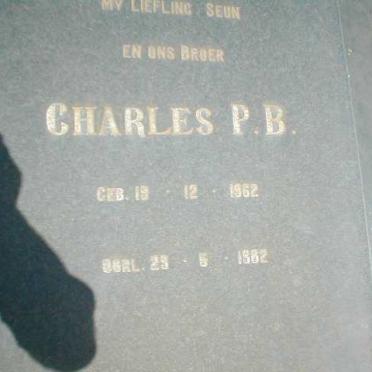 MY LIEFLING SEUN
EN ONS BROER
CHARLES P.B.
GEB. 19 · 12 · 1962
OORL. 29 · 5 · 1982